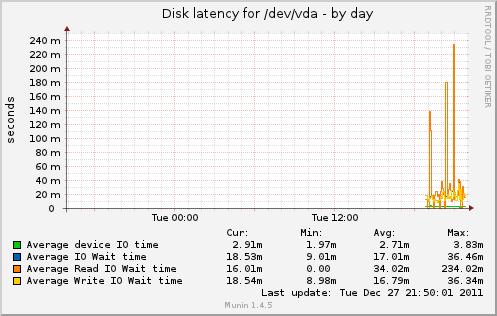 Disk latency for /dev/vda - by day
RRDTOOL / TOBI OETIKER
seconds
240 m
220 m
200 m
180 m
160 m
140 m
120 m
100 m
80 m
60 m
40 m
20 m
0
Tue 00:00 Tue 12:00
Cur: Min: Avg: Max:
Average device IO time 2.91m 1.97m 2.71m 3.83m
Average IO Wait time 18.53m 9.01m 17.01m 36.46m
Average Read IO Wait time 16.01m 0.00 34.02m 234.02m
Average Write IO Wait time 18.54m 8.98m 16.79m 36.34m
Last update: Tue Dec 27 21:50:01 2011
Munin 1.4.5